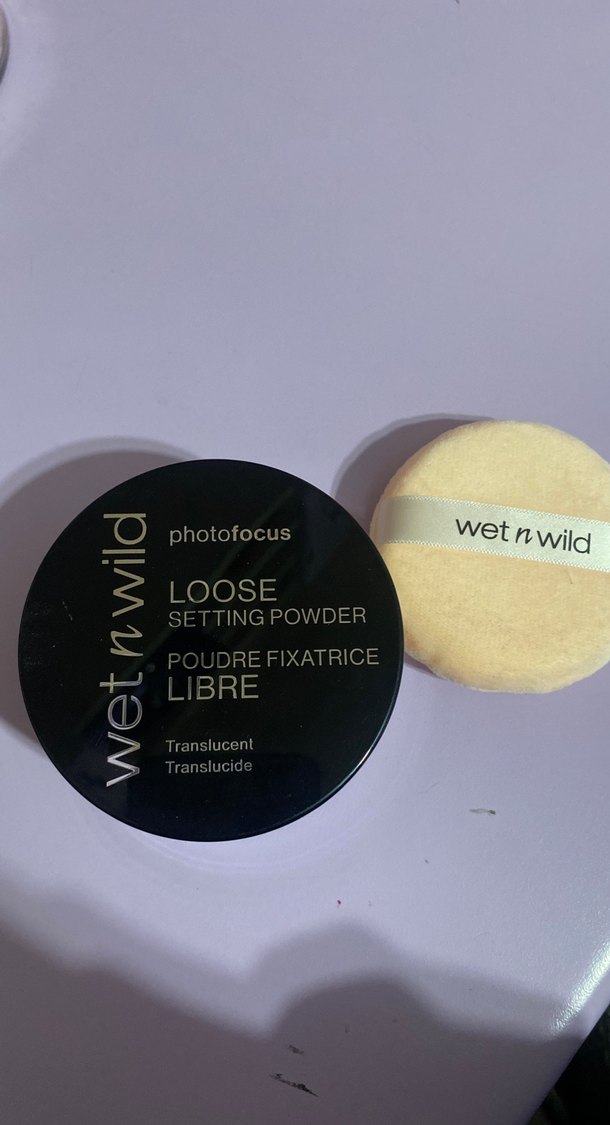 wet n wild
photofocus
LOOSE
SETTING POWDER
POUDRE FIXATRICE
LIBRE
Translucent
Translucide
wet n wild